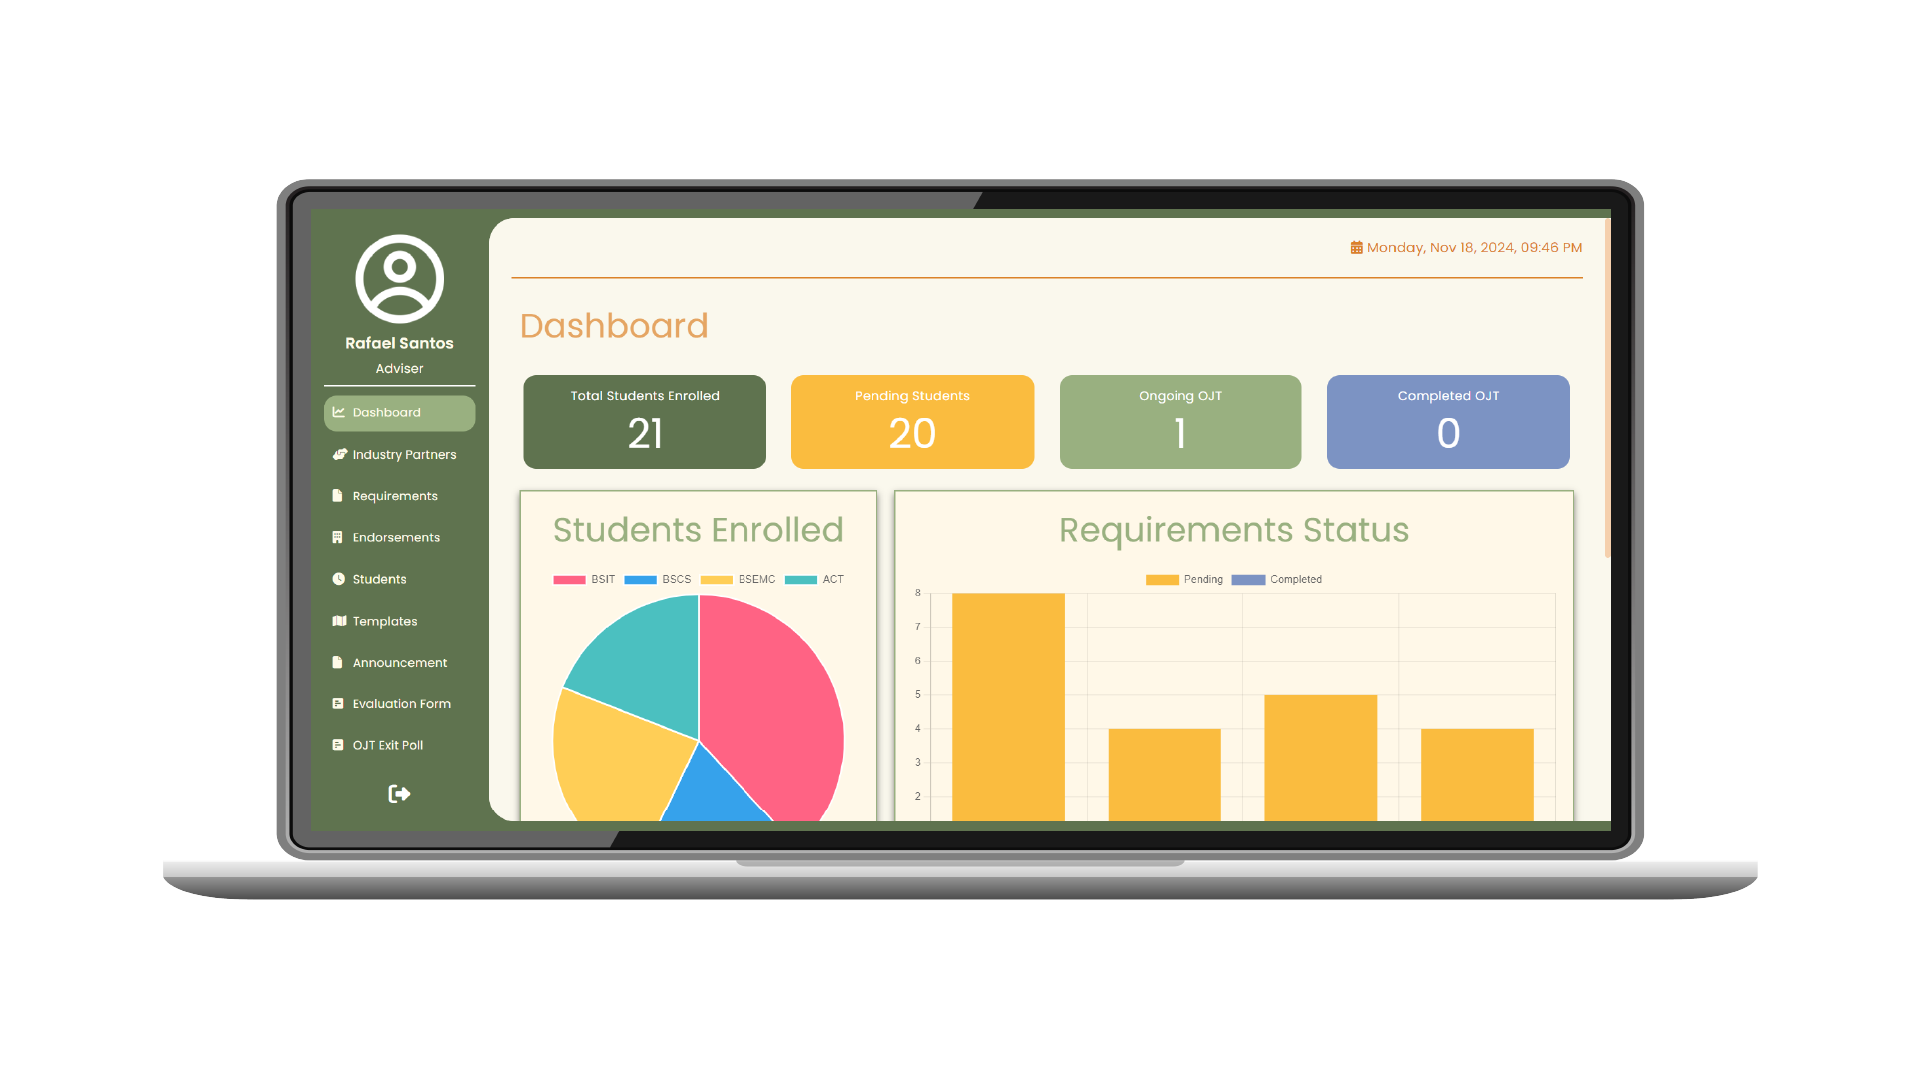 Rafael Santos
Adviser
Dashboard
Industry Partners
Requirements
Endorsements
Students
Templates
Announcement
Evaluation Form
OJT Exit Poll
Monday, Nov 18, 2024, 09:46 PM
Dashboard
Total Students Enrolled
21
Pending Students
20
Ongoing OJT
1
Completed OJT
0
Students Enrolled
BSIT BSCS BSEMC ACT
Requirements Status
Pending Completed
8
7
6
5
4
3
2